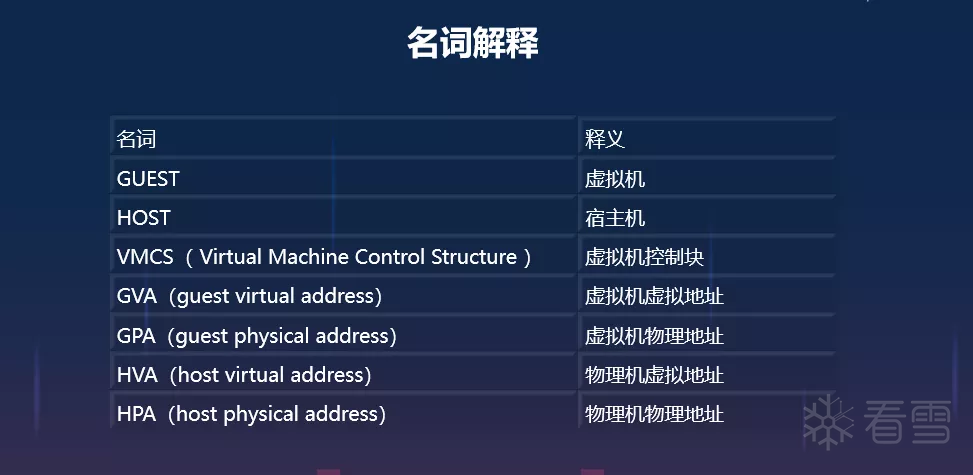 名词解释
名词 释义
GUEST 虚拟机
HOST 宿主机
VMCS（ Virtual Machine Control Structure ） 虚拟机控制块
GVA（guest virtual address） 虚拟机虚拟地址
GPA（guest physical address） 虚拟机物理地址
HVA（host virtual address） 物理机虚拟地址
HPA（host physical address） 物理机物理地址
看雪